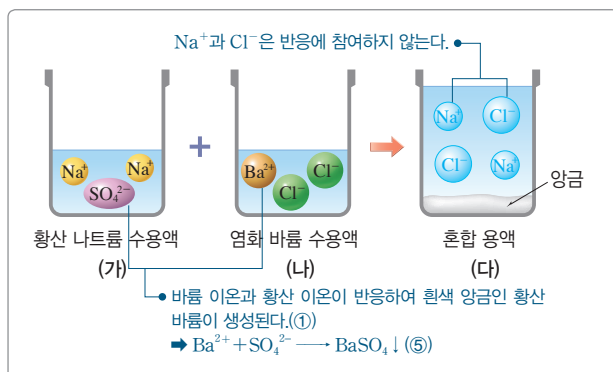 Na⁺과 Cl⁻은 반응에 참여하지 않는다.
Na⁺
Na⁺
SO₄²⁻
+
Ba²⁺
Cl⁻
Cl⁻
Na⁺
Cl⁻
Cl⁻
Na⁺
앙금
황산 나트륨 수용액
염화 바륨 수용액
혼합 용액
(가)
(나)
(다)
바륨 이온과 황산 이온이 반응하여 흰색 앙금인 황산
바륨이 생성된다.(①)
➡ Ba²⁺+SO₄²⁻ ⟶ BaSO₄↓(⑤)